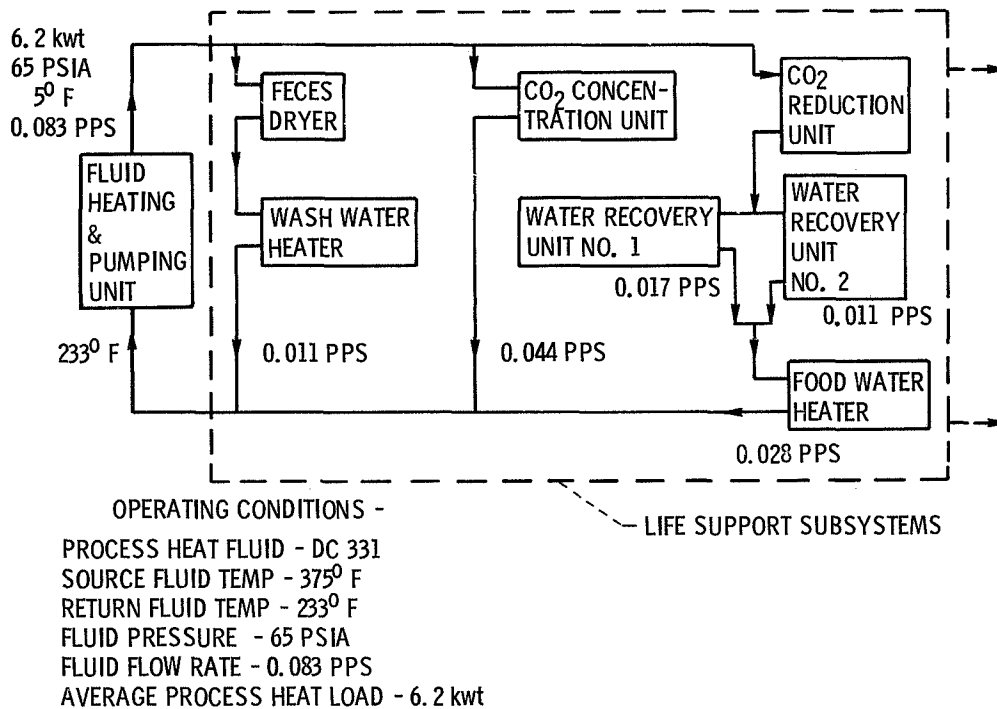 6.2 kwt
65 PSIA
5⁰ F
0.083 PPS
FLUID
HEATING
&
PUMPING
UNIT
233⁰ F
FECES
DRYER
WASH WATER
HEATER
0.011 PPS
CO₂ CONCEN-
TRATION UNIT
0.044 PPS
CO₂
REDUCTION
UNIT
WATER RECOVERY
UNIT NO. 1
0.017 PPS
WATER
RECOVERY
UNIT
NO. 2
0.011 PPS
FOOD WATER
HEATER
0.028 PPS
LIFE SUPPORT SUBSYSTEMS
OPERATING CONDITIONS -
PROCESS HEAT FLUID - DC 331
SOURCE FLUID TEMP - 375⁰ F
RETURN FLUID TEMP - 233⁰ F
FLUID PRESSURE - 65 PSIA
FLUID FLOW RATE - 0.083 PPS
AVERAGE PROCESS HEAT LOAD - 6.2 kwt